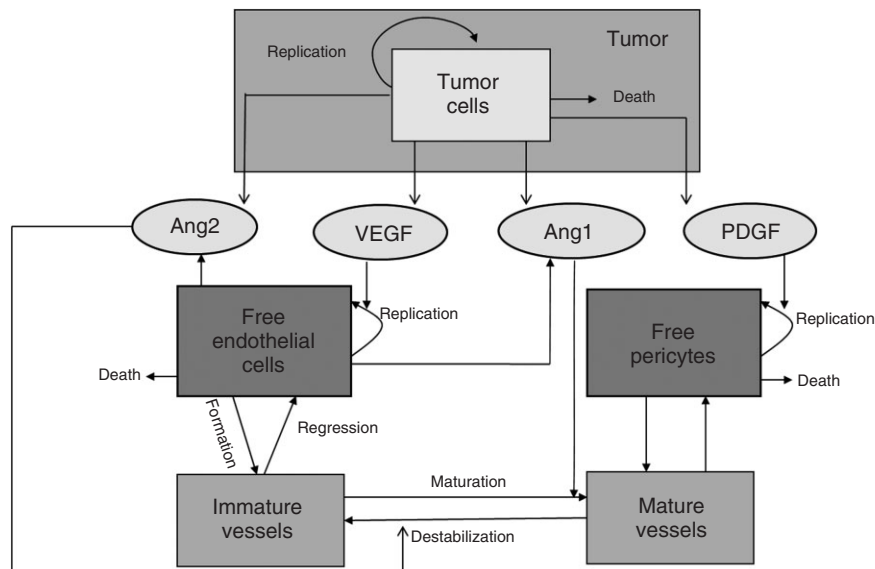 Tumor
Replication
Tumor
cells
Death
Ang2
VEGF
Ang1
PDGF
Free
endothelial
cells
Replication
Free
pericytes
Replication
Death
Death
Formation
Regression
Immature
vessels
Maturation
Mature
vessels
Destabilization